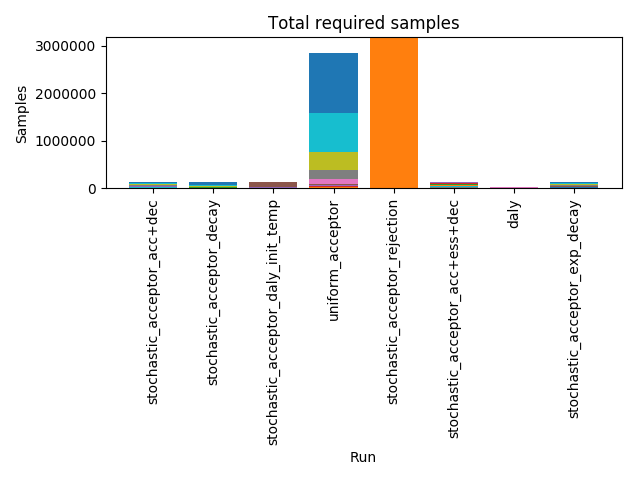 Total required samples
Samples
3000000
2000000
1000000
0
stochastic_acceptor_acc+dec
stochastic_acceptor_decay
stochastic_acceptor_daly_init_temp
uniform_acceptor
stochastic_acceptor_rejection
stochastic_acceptor_acc+ess+dec
daly
stochastic_acceptor_exp_decay
Run